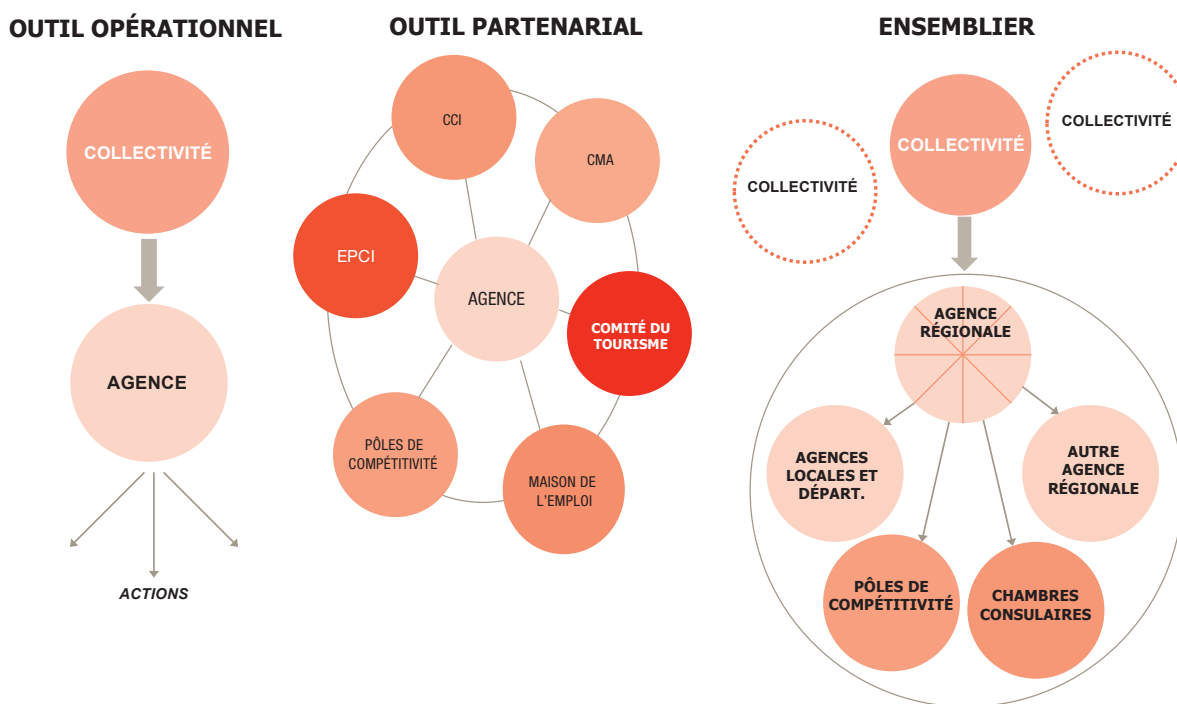 OUTIL OPÉRATIONNEL
COLLECTIVITÉ
AGENCE
ACTIONS
OUTIL PARTENARIAL
CCI
CMA
EPCI
AGENCE
COMITÉ DU
TOURISME
PÔLES DE
COMPÉTITIVITÉ
MAISON DE
L'EMPLOI
ENSEMBLIER
COLLECTIVITÉ
COLLECTIVITÉ
COLLECTIVITÉ
AGENCE
RÉGIONALE
AGENCES
LOCALES ET
DÉPART.
AUTRE
AGENCE
RÉGIONALE
PÔLES DE
COMPÉTITIVITÉ
CHAMBRES
CONSULAIRES